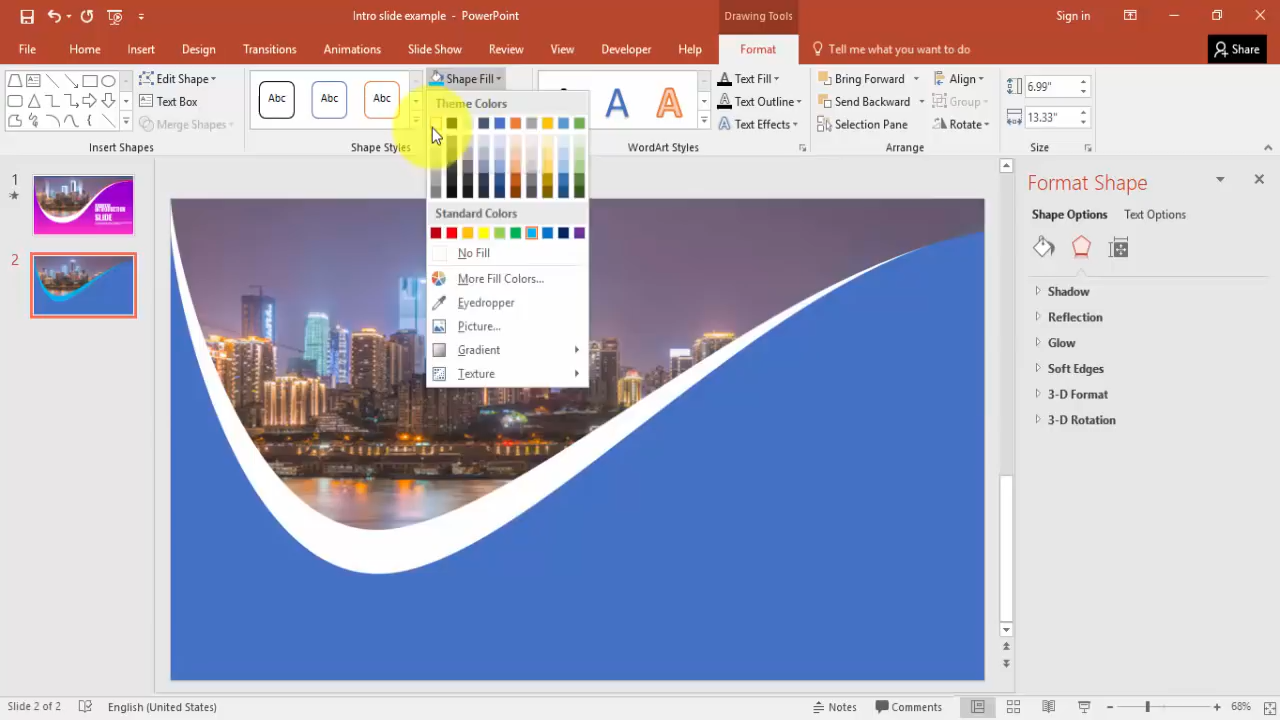 Intro slide example - PowerPoint
Drawing Tools
Sign in
File
Home
Insert
Design
Transitions
Animations
Slide Show
Review
View
Developer
Help
Format
Tell me what you want to do
Share
Edit Shape
Text Box
Merge Shapes
Insert Shapes
Abc
Abc
Abc
Shape Styles
Shape Fill
Theme Colors
Standard Colors
No Fill
More Fill Colors...
Eyedropper
Picture...
Gradient
Texture
A
A
Text Fill
Text Outline
Text Effects
WordArt Styles
Bring Forward
Send Backward
Selection Pane
Align
Group
Rotate
Arrange
6.99"
13.33"
Size
1
SLIDE
2
Format Shape
Shape Options
Text Options
Shadow
Reflection
Glow
Soft Edges
3-D Format
3-D Rotation
Slide 2 of 2
English (United States)
Notes
Comments
68%